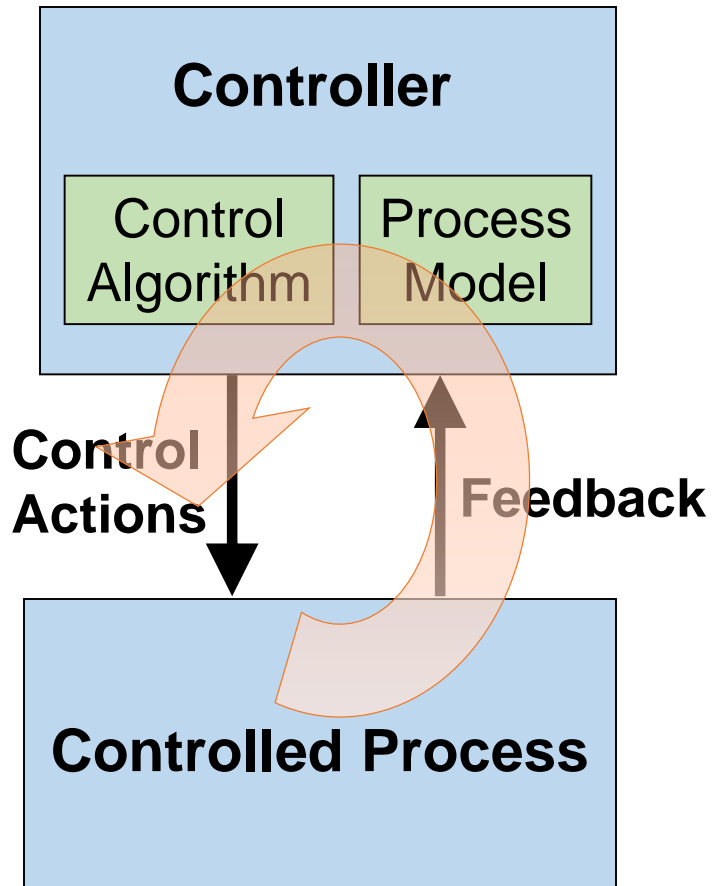 Controller
Control
Algorithm
Process
Model
Control
Actions
Feedback
Controlled Process